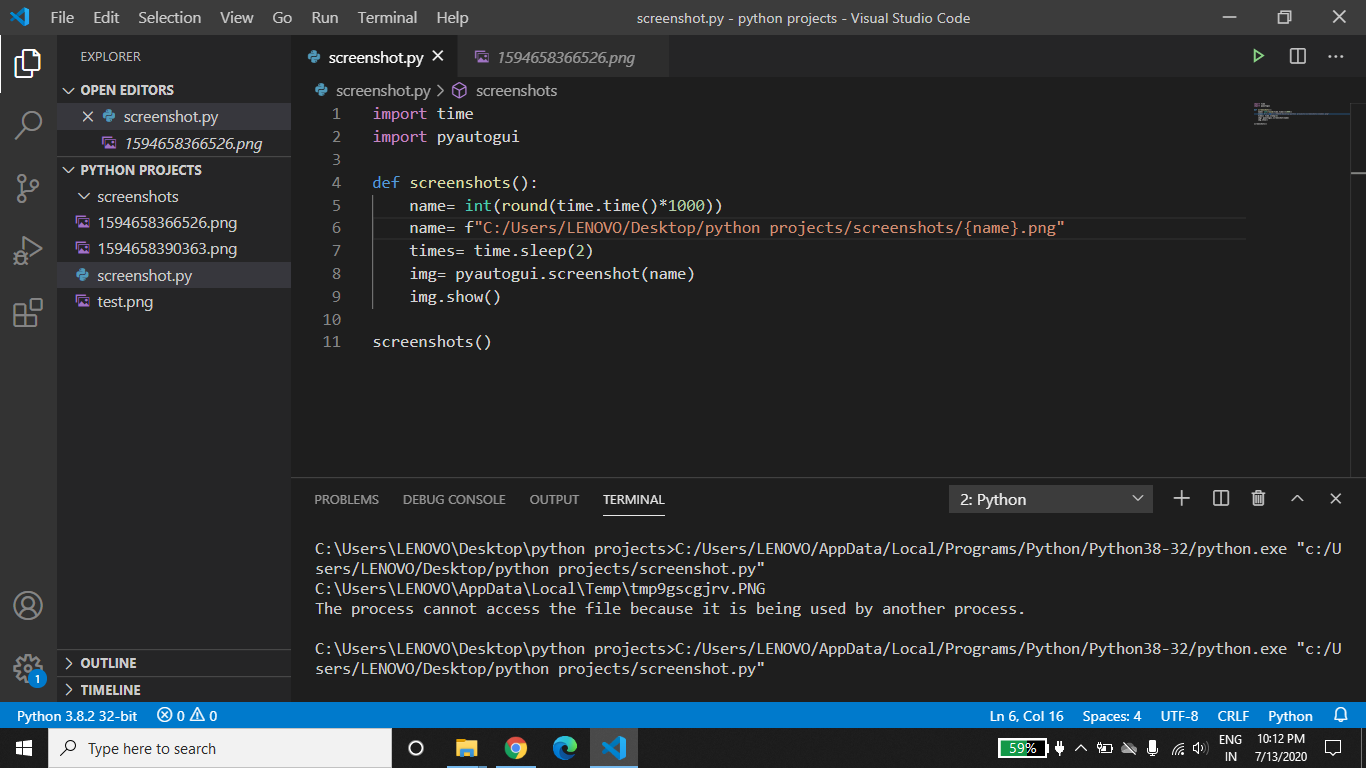 File Edit Selection View Go Run Terminal Help
screenshot.py - python projects - Visual Studio Code
EXPLORER
OPEN EDITORS
screenshot.py
1594658366526.png
PYTHON PROJECTS
screenshots
1594658366526.png
1594658390363.png
screenshot.py
test.png
OUTLINE
TIMELINE
1
screenshot.py
1594658366526.png
screenshot.py > screenshots
1 import time
2 import pyautogui
3
4 def screenshots():
5 name= int(round(time.time()*1000))
6 name= f"C:/Users/LENOVO/Desktop/python projects/screenshots/{name}.png"
7 times= time.sleep(2)
8 img= pyautogui.screenshot(name)
9 img.show()
10
11 screenshots()
PROBLEMS DEBUG CONSOLE OUTPUT TERMINAL
2: Python
C:\Users\LENOVO\Desktop\python projects>C:/Users/LENOVO/AppData/Local/Programs/Python/Python38-32/python.exe "c:/U
sers/LENOVO/Desktop/python projects/screenshot.py"
C:\Users\LENOVO\AppData\Local\Temp\tmp9gscgjrv.PNG
The process cannot access the file because it is being used by another process.
C:\Users\LENOVO\Desktop\python projects>C:/Users/LENOVO/AppData/Local/Programs/Python/Python38-32/python.exe "c:/U
sers/LENOVO/Desktop/python projects/screenshot.py"
Python 3.8.2 32-bit 0 0
Ln 6, Col 16 Spaces: 4 UTF-8 CRLF Python
Type here to search
59%
ENG
IN
10:12 PM
7/13/2020